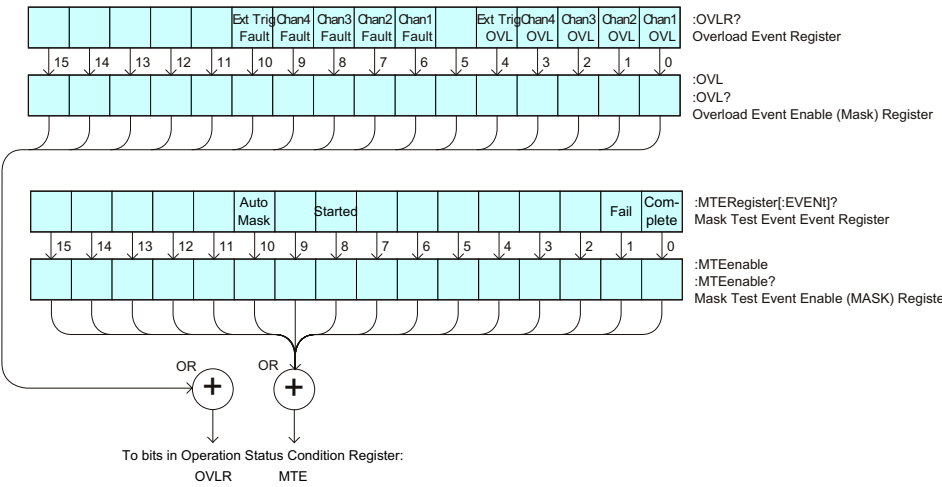 Ext Trig Chan4 Chan3 Chan2 Chan1 Ext Trig Chan4 Chan3 Chan2 Chan1
Fault Fault Fault Fault Fault OVL OVL OVL OVL OVL
:OVLR?
Overload Event Register
15 14 13 12 11 10 9 8 7 6 5 4 3 2 1 0
:OVL
:OVL?
Overload Event Enable (Mask) Register
Auto
Mask
Started
Fail
Com-
plete
:MTERegister[:EVENt]?
Mask Test Event Event Register
15 14 13 12 11 10 9 8 7 6 5 4 3 2 1 0
:MTEenable
:MTEenable?
Mask Test Event Enable (MASK) Registe
OR OR
+ +
To bits in Operation Status Condition Register:
OVLR MTE